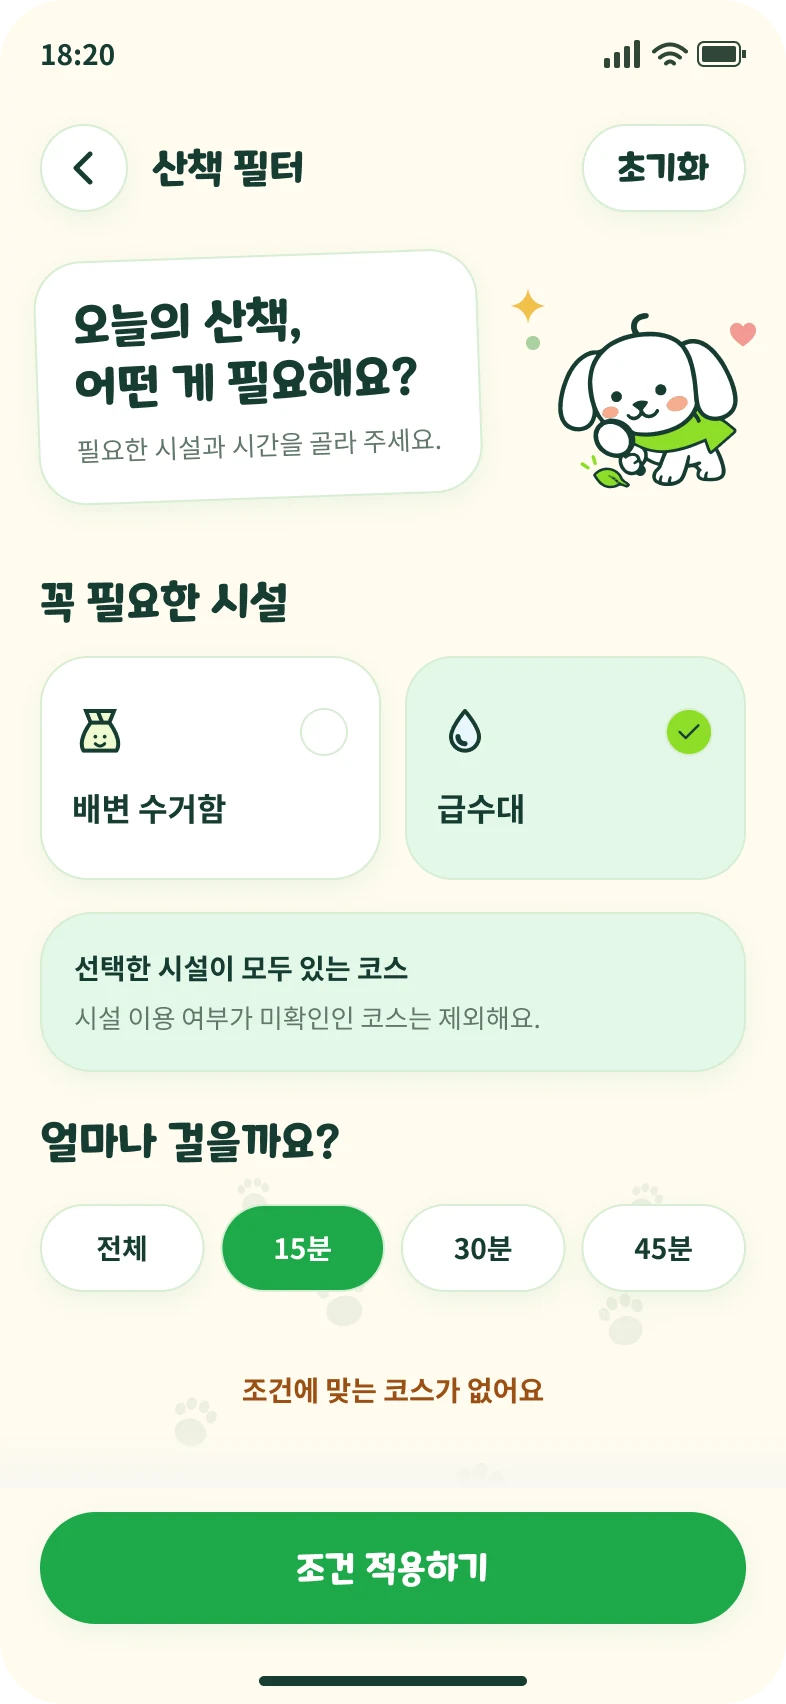 18:20
산책 필터
초기화
오늘의 산책,
어떤 게 필요해요?
필요한 시설과 시간을 골라 주세요.
꼭 필요한 시설
배변 수거함
급수대
선택한 시설이 모두 있는 코스
시설 이용 여부가 미확인인 코스는 제외해요.
얼마나 걸을까요?
전체
15분
30분
45분
조건에 맞는 코스가 없어요
조건 적용하기